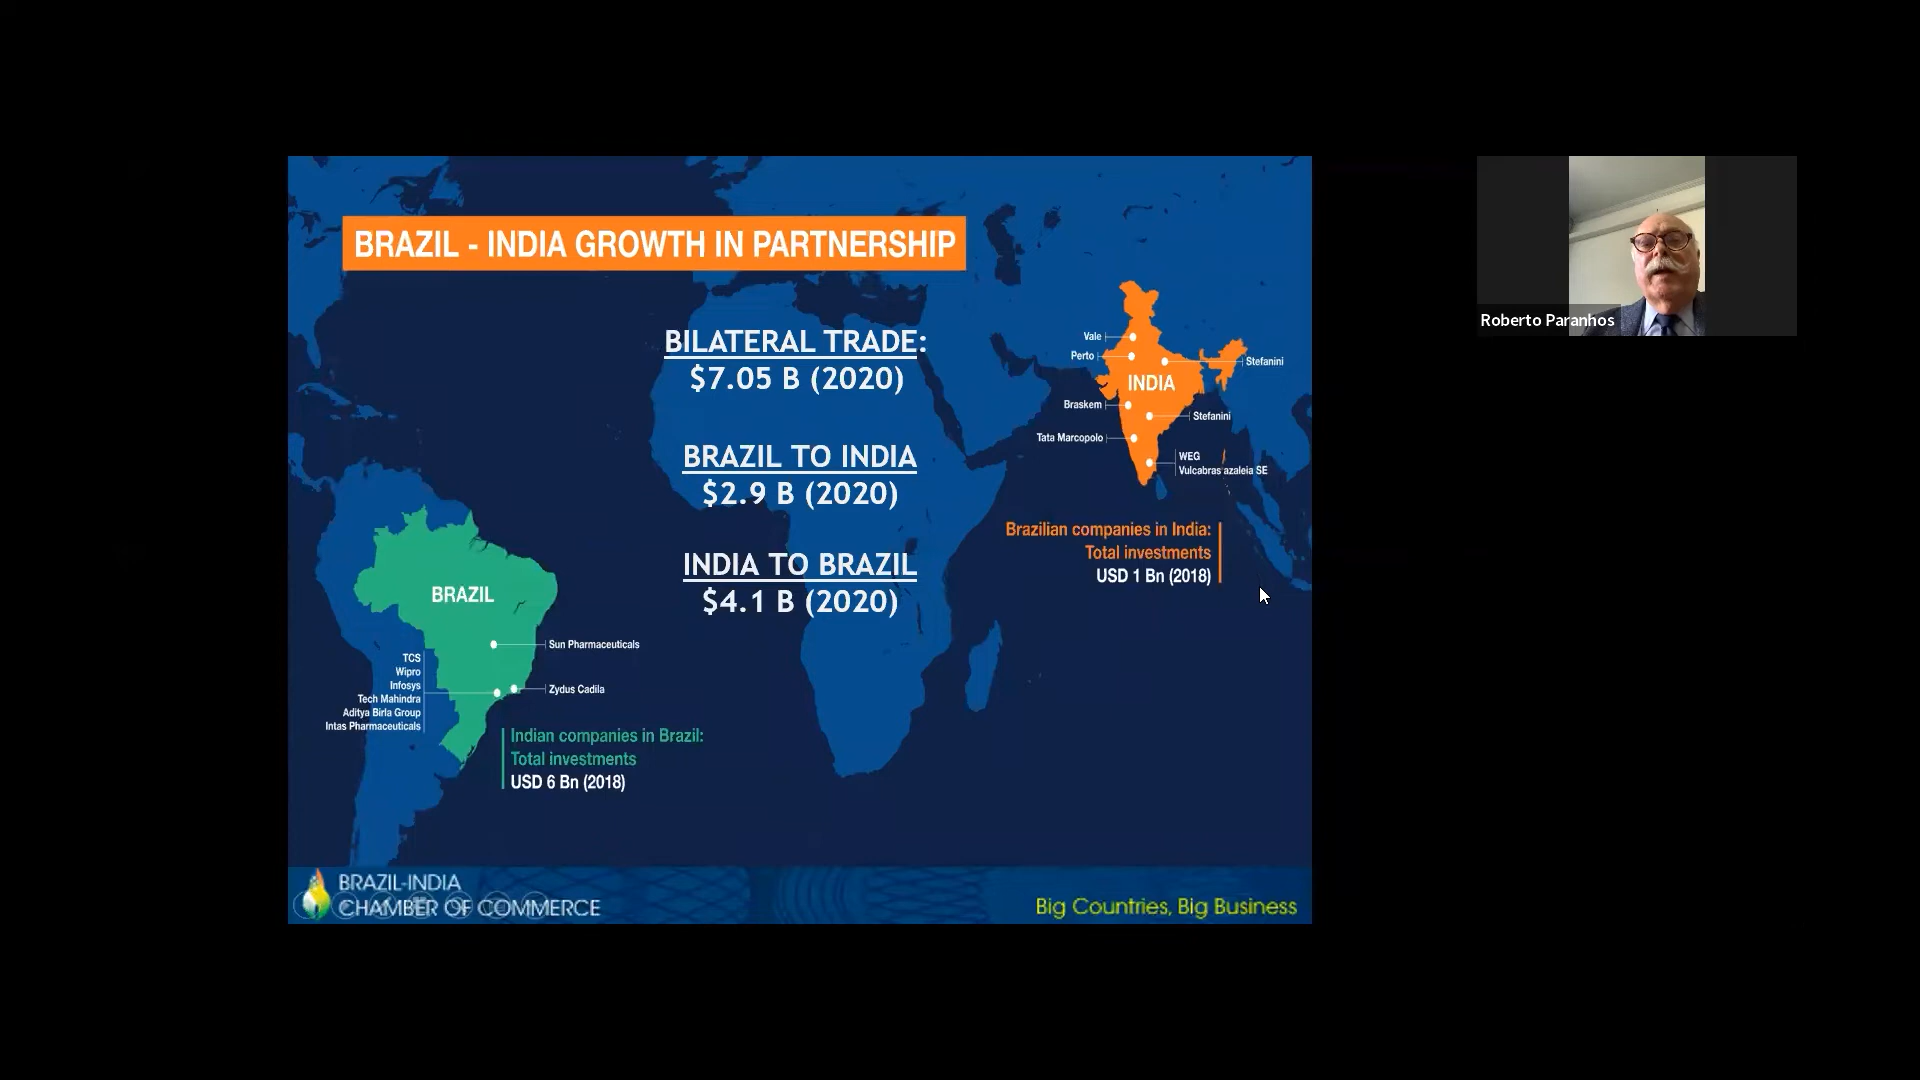 BRAZIL - INDIA GROWTH IN PARTNERSHIP
BILATERAL TRADE:
$7.05 B (2020)
BRAZIL TO INDIA
$2.9 B (2020)
INDIA TO BRAZIL
$4.1 B (2020)
Vale
Perto
Stefanini
INDIA
Braskem
Stefanini
Tata Marcopolo
WEG
Vulcabras azaleia SE
Brazilian companies in India:
Total investments
USD 1 Bn (2018)
BRAZIL
Sun Pharmaceuticals
TCS
Wipro
Infosys
Tech Mahindra
Aditya Birla Group
Intas Pharmaceuticals
Zydus Cadila
Indian companies in Brazil:
Total investments
USD 6 Bn (2018)
BRAZIL-INDIA
CHAMBER OF COMMERCE
Big Countries, Big Business
Roberto Paranhos